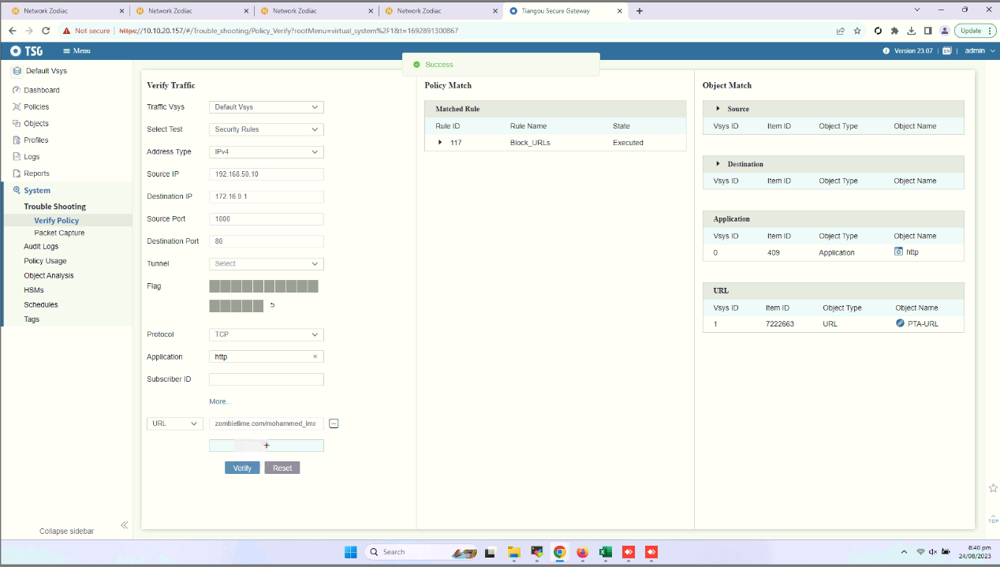 Network Zodiac
Network Zodiac
Network Zodiac
Network Zodiac
Tiangou Secure Gateway
Not secure https://10.10.20.157/#/Trouble_shooting/Policy_Verify?rootMenu=virtual_system%2F1&t=1692891300867
Update
TSG
Menu
Version 23.07
EN
admin
Success
Default Vsys
Dashboard
Policies
Objects
Profiles
Logs
Reports
System
Trouble Shooting
Verify Policy
Packet Capture
Audit Logs
Policy Usage
Object Analysis
HSMs
Schedules
Tags
Collapse sidebar
Verify Traffic
Traffic Vsys Default Vsys
Select Test Security Rules
Address Type IPv4
Source IP 192.168.50.10
Destination IP 172.16.0.1
Source Port 1000
Destination Port 80
Tunnel Select
Flag
Protocol TCP
Application http
Subscriber ID
More...
URL zombietime.com/mohammed_ima
+
Verify Reset
Policy Match
Matched Rule
Rule ID Rule Name State
117 Block_URLs Executed
Object Match
Source
Vsys ID Item ID Object Type Object Name
Destination
Vsys ID Item ID Object Type Object Name
Application
Vsys ID Item ID Object Type Object Name
0 409 Application http
URL
Vsys ID Item ID Object Type Object Name
1 7222663 URL PTA-URL
TOP
Search
8:40 pm
24/08/2023